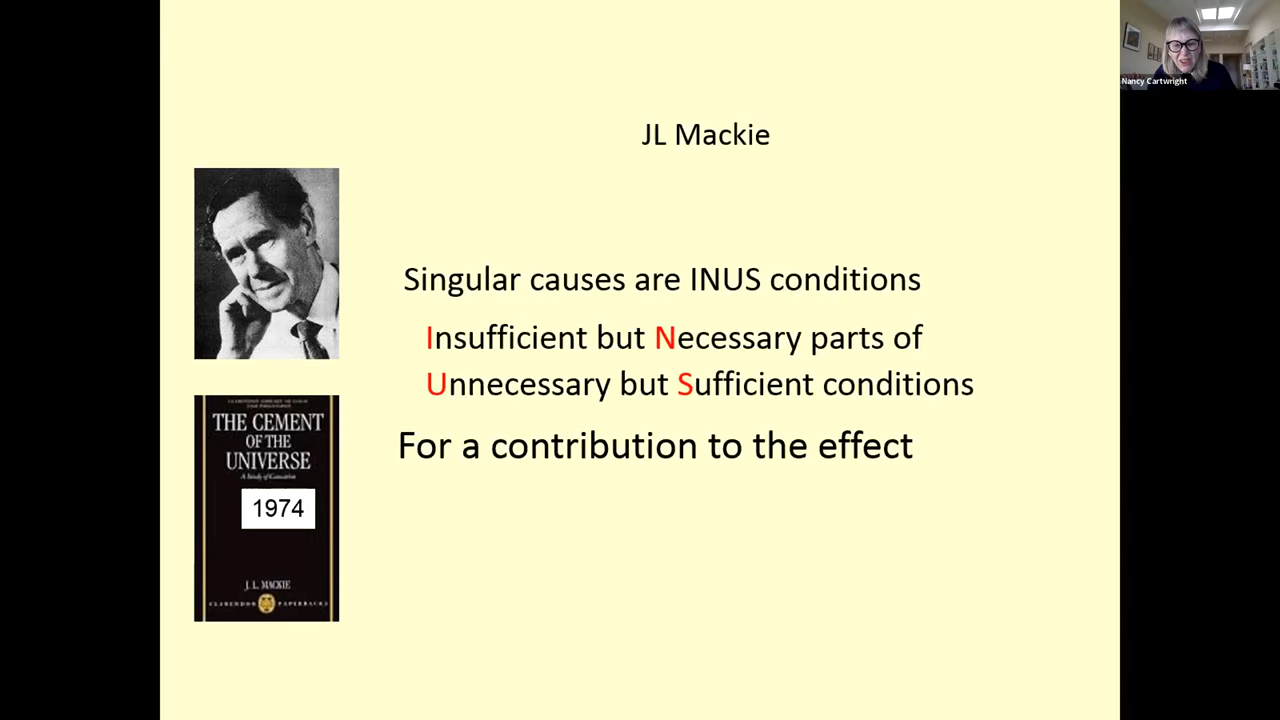 Nancy Cartwright
JL Mackie
Singular causes are INUS conditions
Insufficient but Necessary parts of
Unnecessary but Sufficient conditions
For a contribution to the effect
THE CEMENT
OF THE
UNIVERSE
A Study of Causation
1974
J. L. MACKIE
CLARENDON PAPERBACKS